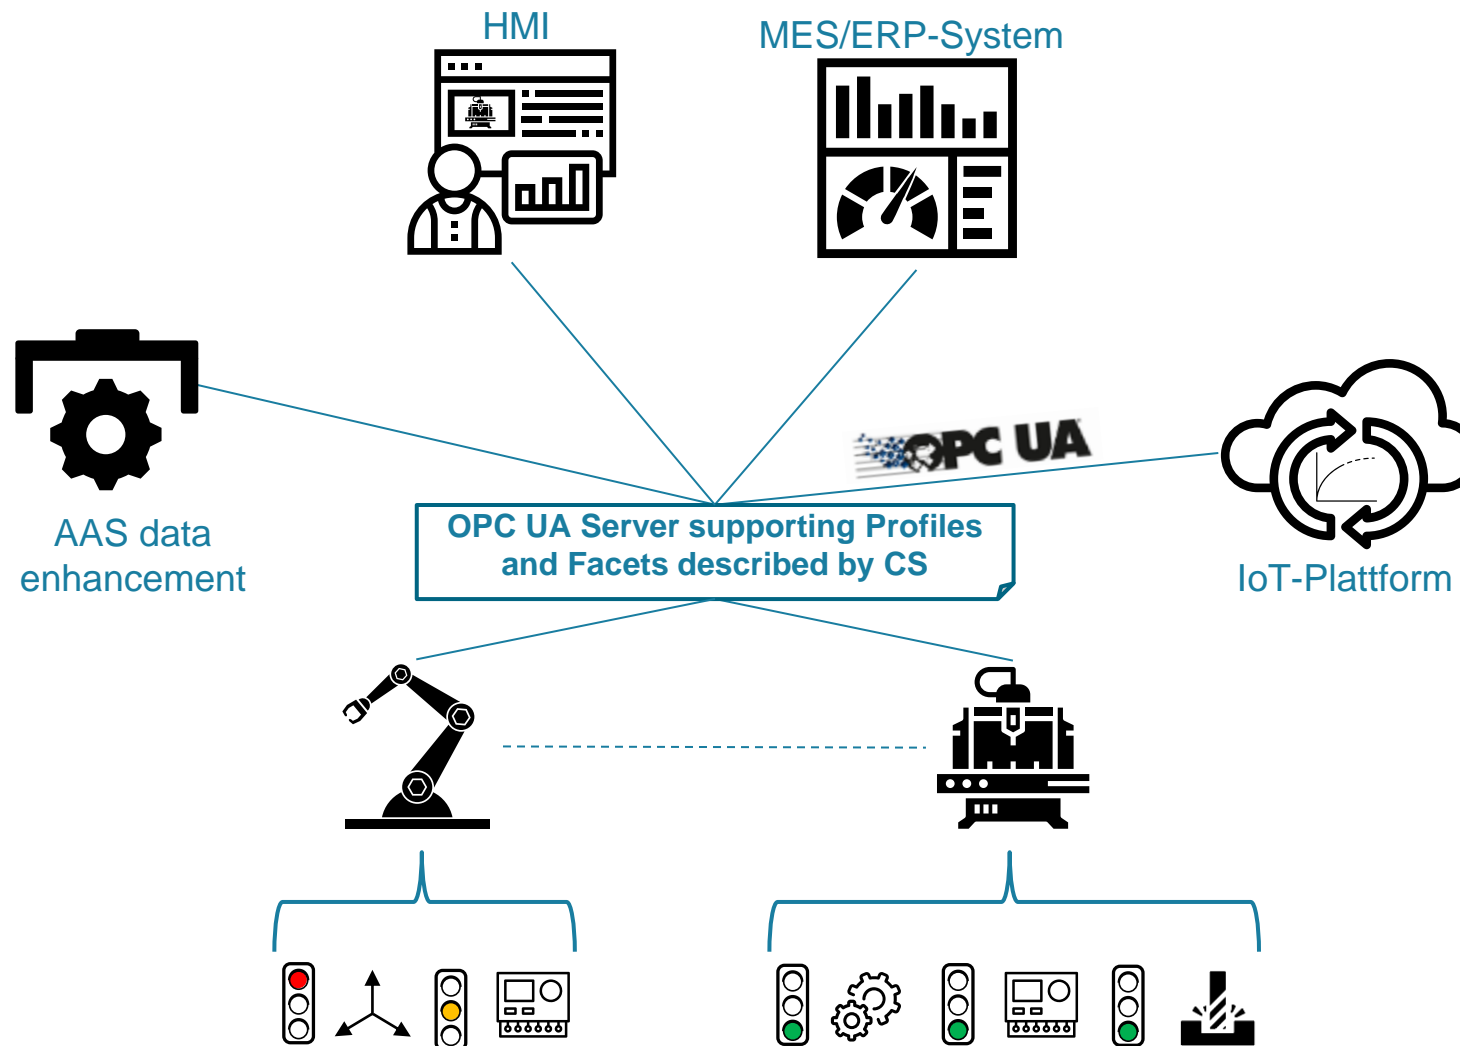 HMI
MES/ERP-System
OPC UA
AAS data
enhancement
OPC UA Server supporting Profiles
and Facets described by CS
IoT-Plattform